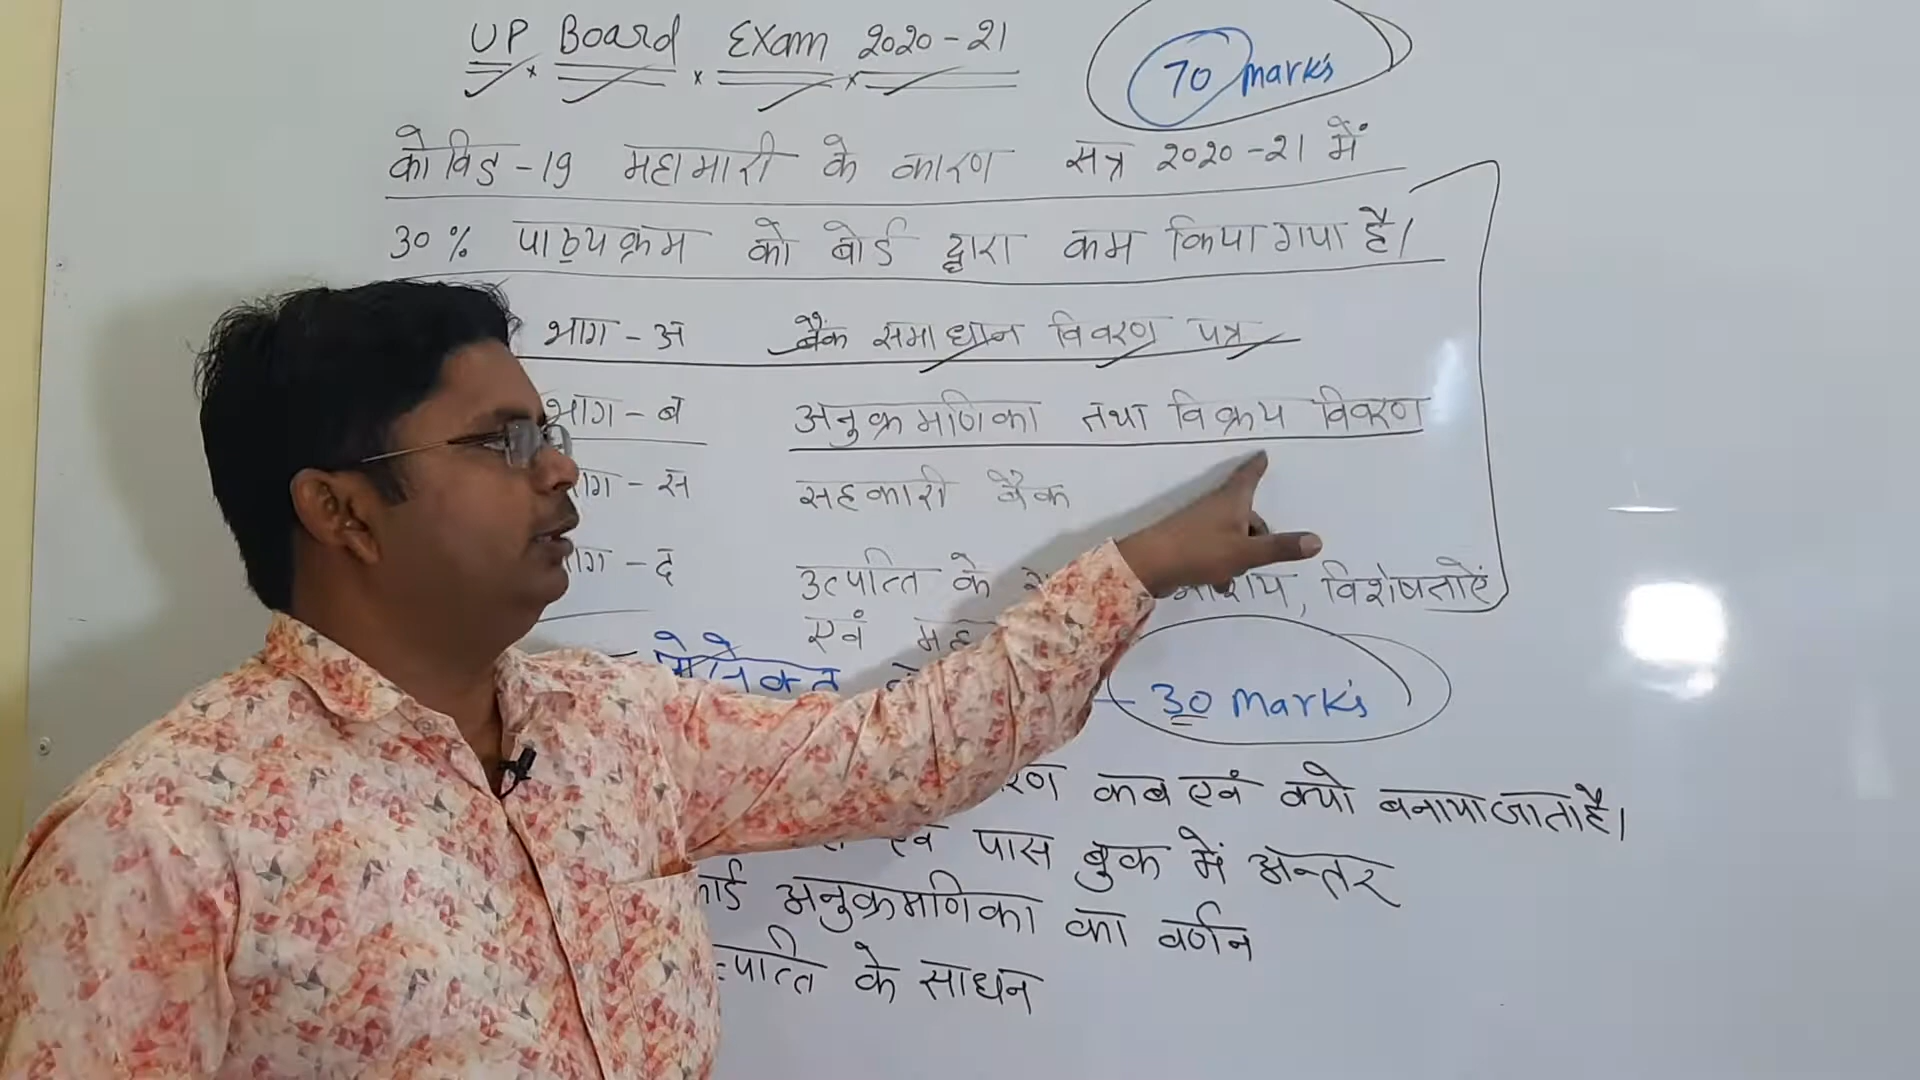 UP Board Exam 2020-21
70 marks
कोविड-19 महामारी के कारण सत्र 2020-21 में
30% पाठ्यक्रम को बोर्ड द्वारा कम किया गया है।
भाग-अ बैंक समाधान विवरण पत्र
भाग-ब अनुक्रमणिका तथा विक्रय विवरण
सहकारी बैंक
उत्पत्ति के विशेषताऐं
एवं
30 Marks
कब एवं क्यो बनाया जाता है।
एवं पास बुक में अन्तर
अनुक्रमणिका का वर्णन
के साधन